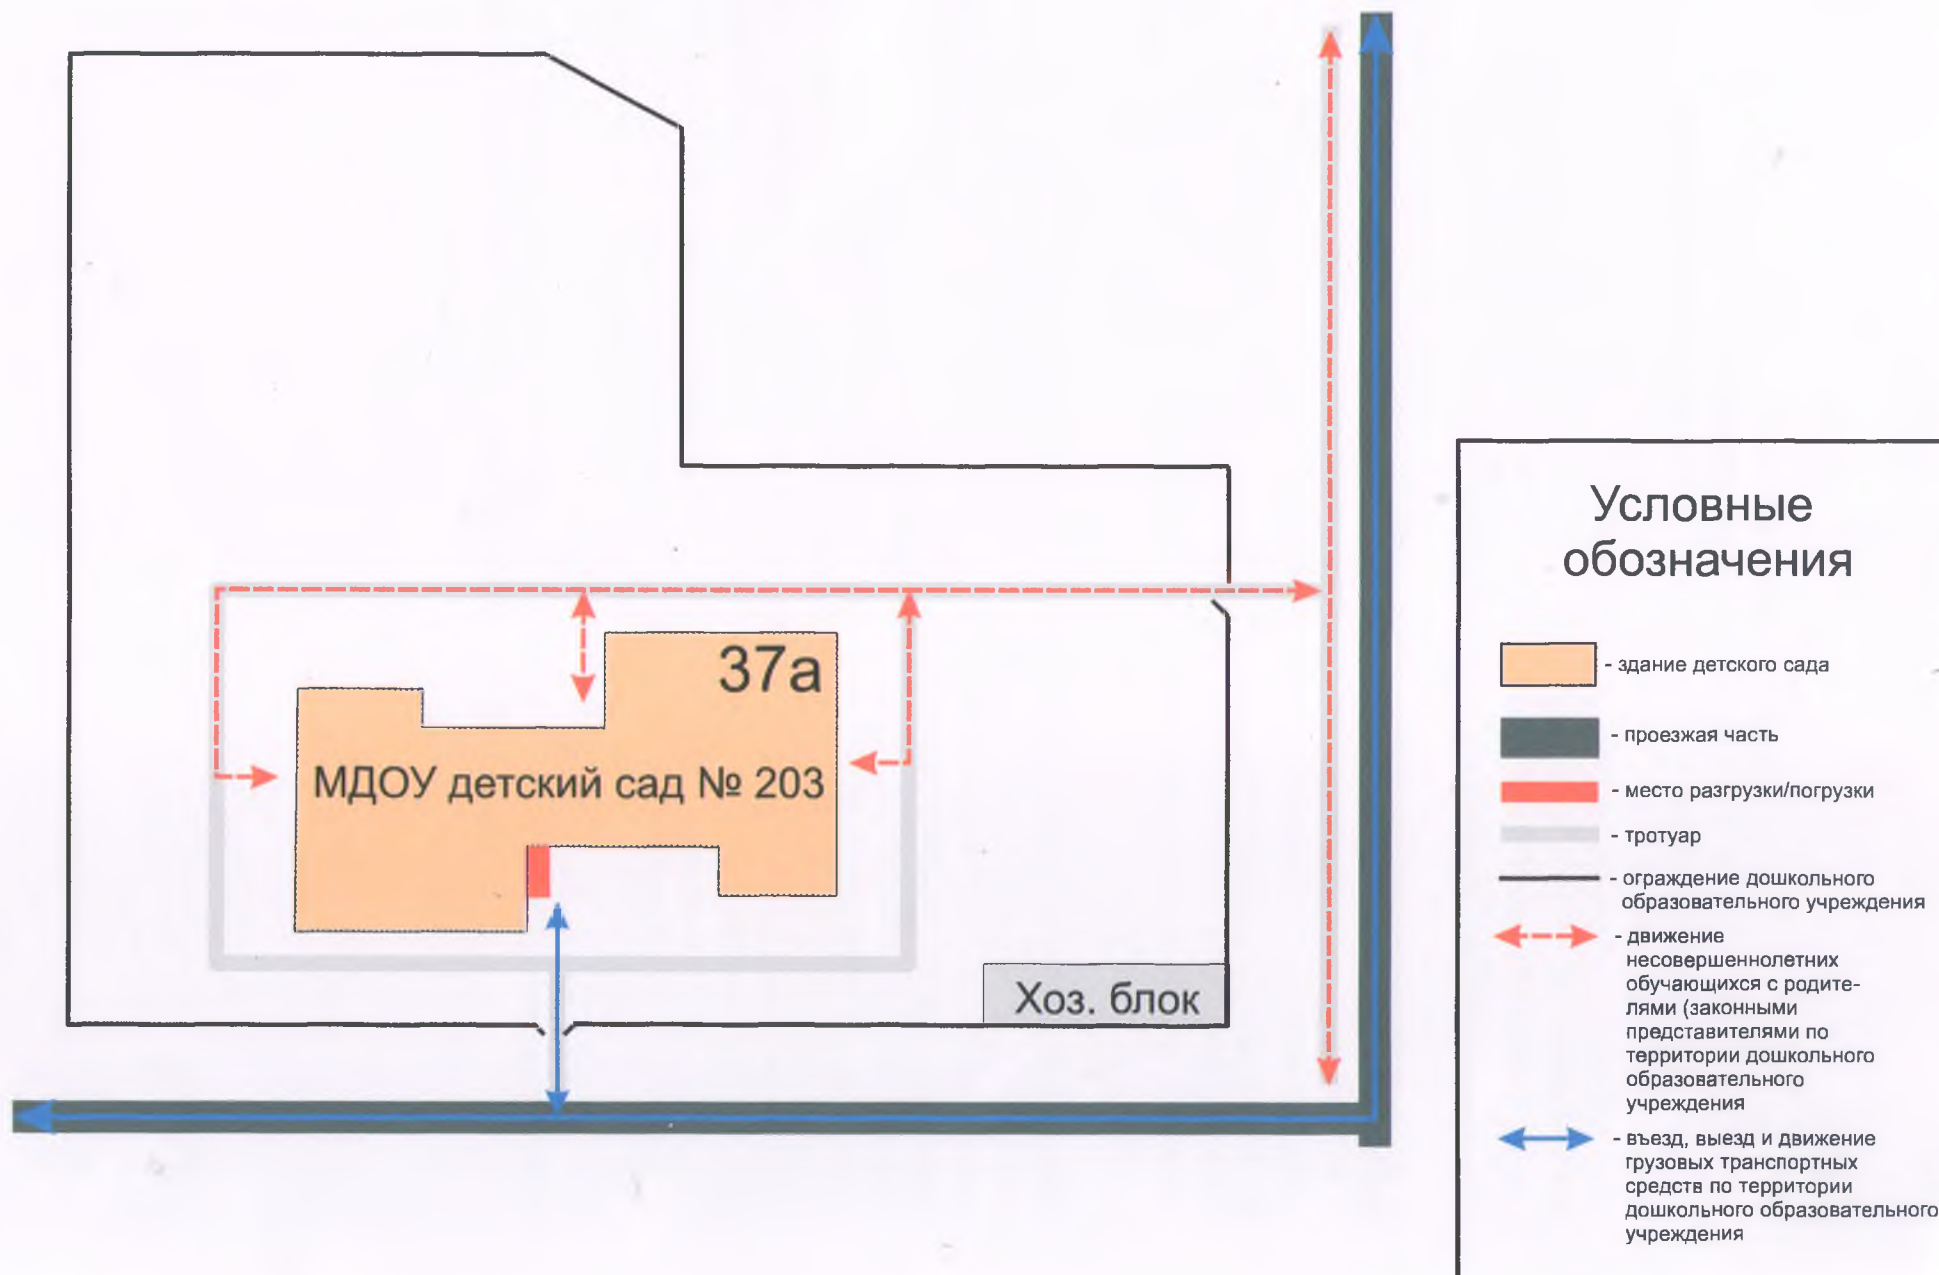 37а
МДОУ детский сад № 203
Хоз. блок
Условные
обозначения
- здание детского сада
- проезжая часть
- место разгрузки/погрузки
- тротуар
- ограждение дошкольного
образовательного учреждения
- движение
несовершеннолетних
обучающихся с родите-
лями (законными
представителями по
территории дошкольного
образовательного
учреждения
- въезд, выезд и движение
грузовых транспортных
средств по территории
дошкольного образовательного
учреждения